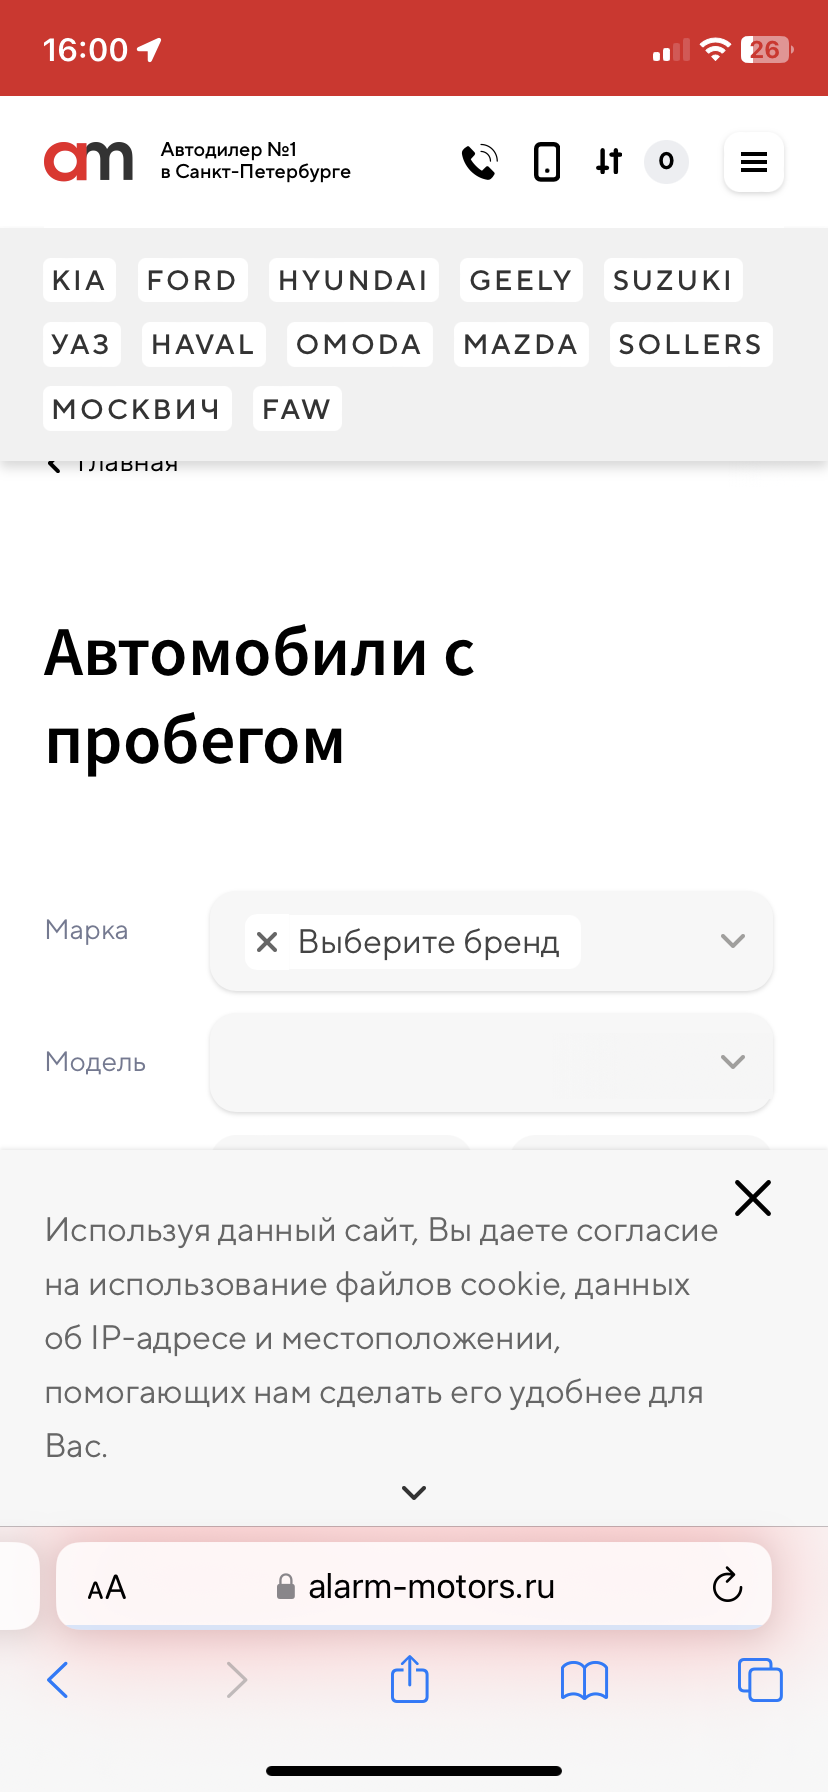 16:00
26
am
Автодилер №1
в Санкт-Петербурге
0
KIA FORD HYUNDAI GEELY SUZUKI
УАЗ HAVAL OMODA MAZDA SOLLERS
МОСКВИЧ FAW
Главная
Автомобили с
пробегом
Марка
Выберите бренд
Модель
Используя данный сайт, Вы даете согласие
на использование файлов cookie, данных
об IP-адресе и местоположении,
помогающих нам сделать его удобнее для
Вас.
AA alarm-motors.ru